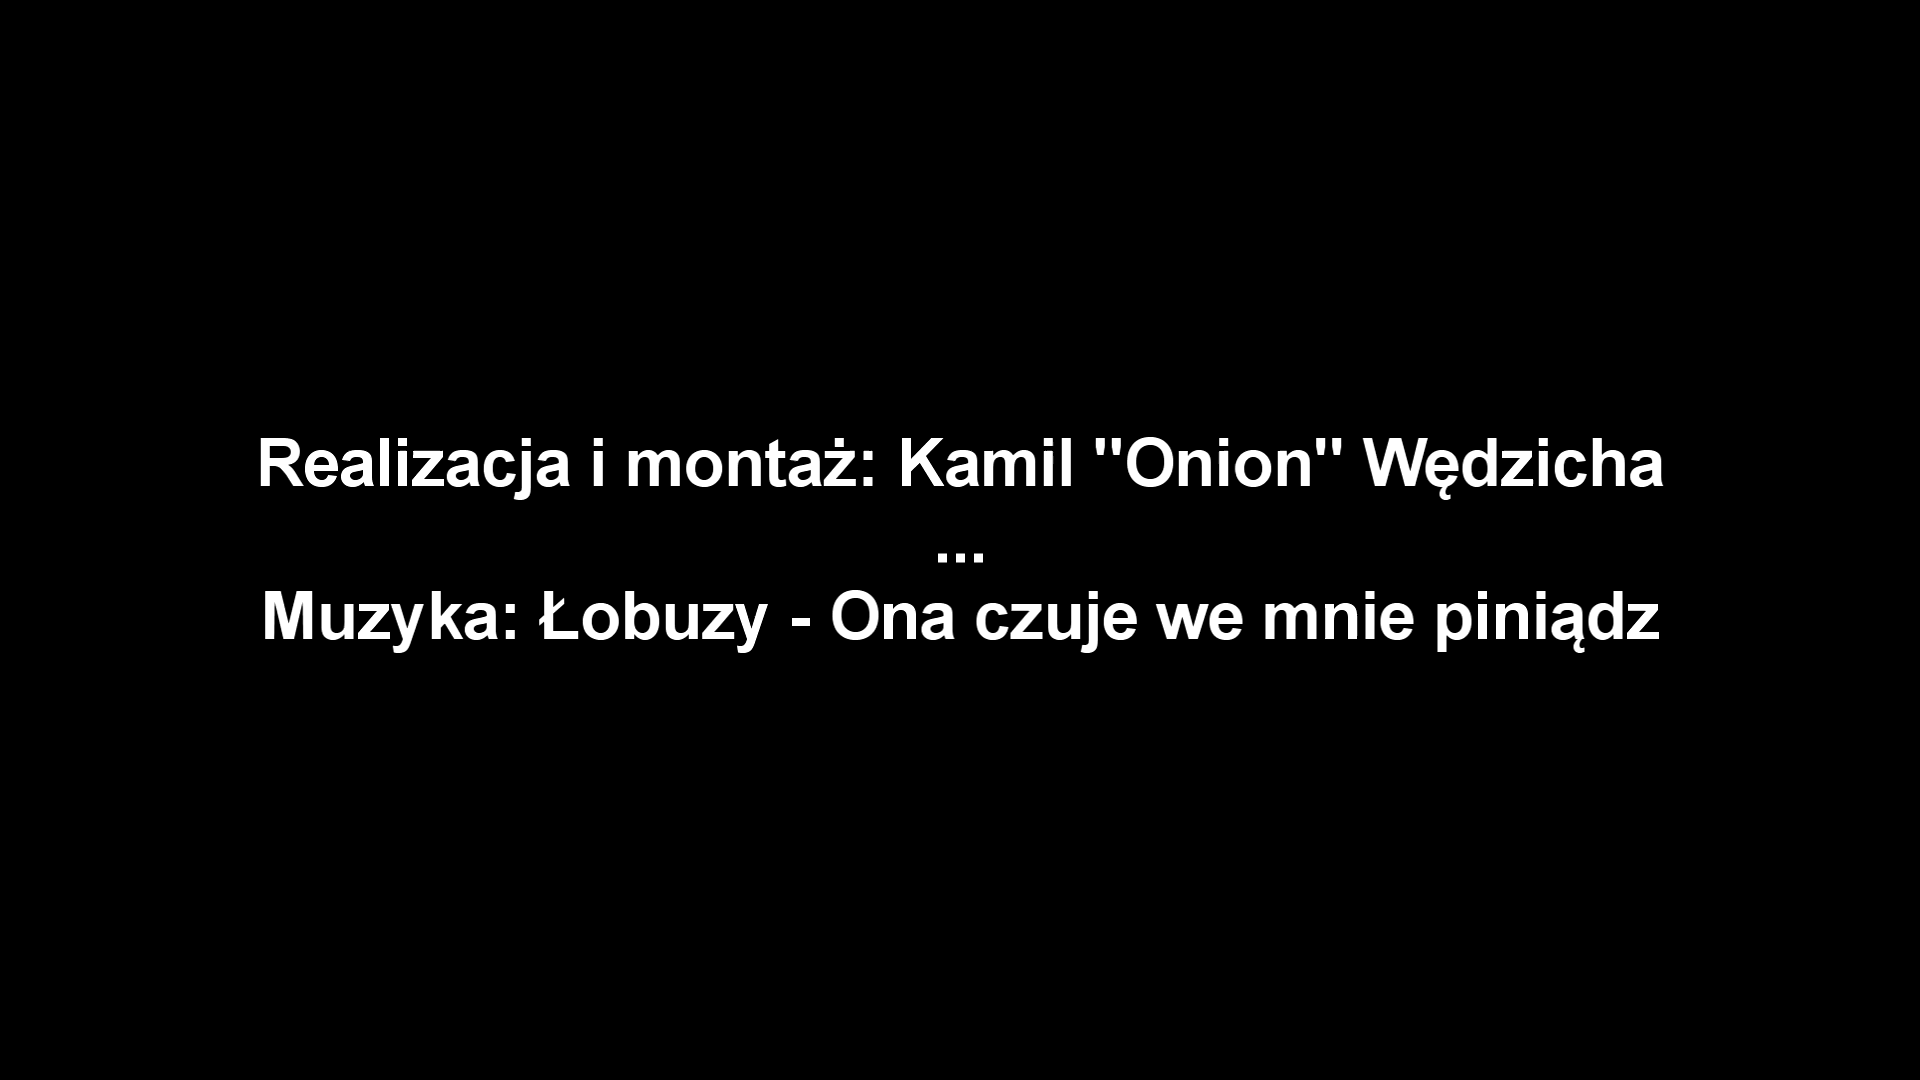 Realizacja i montaż: Kamil "Onion" Wędzicha
...
Muzyka: Łobuzy - Ona czuje we mnie piniądz